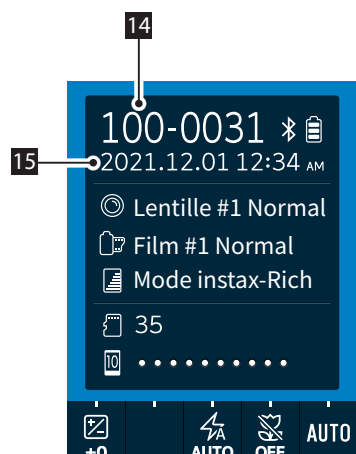 14
100-0031
15
2021.12.01 12:34 AM
Lentille #1 Normal
Film #1 Normal
Mode instax-Rich
35
10
±0 AUTO OFF AUTO